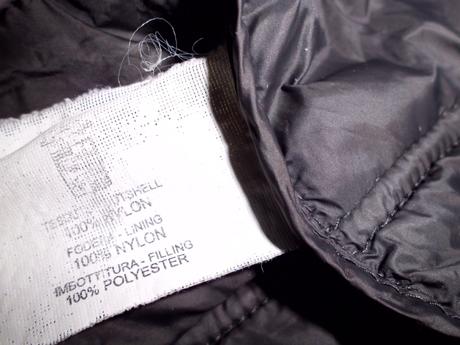 100% NYLON
FODERA - LINING
100% NYLON
IMBOTTITURA - FILLING
100% POLYESTER